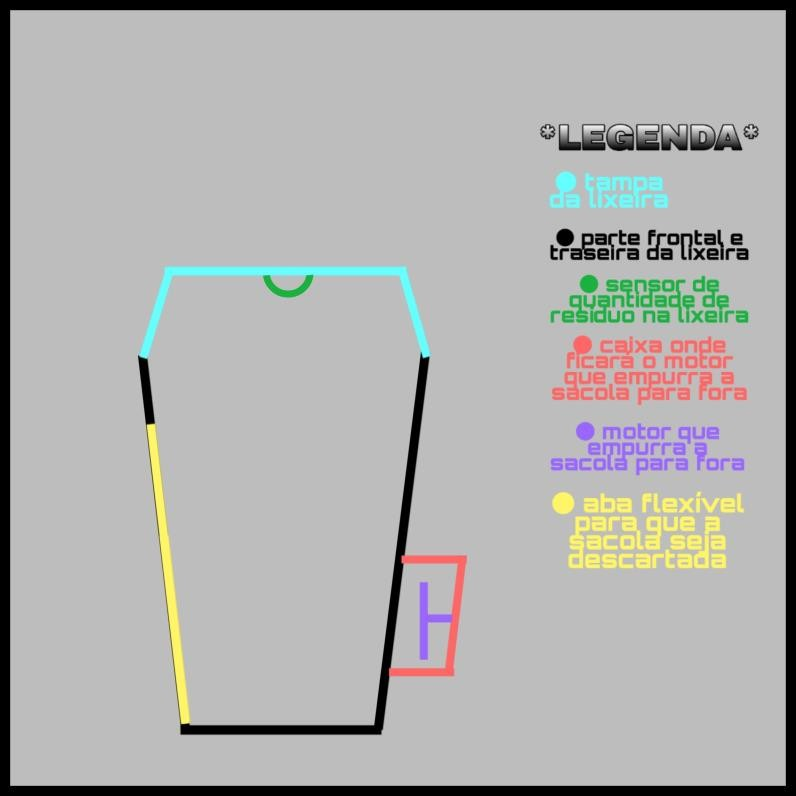 *LEGENDA*
● tampa
da lixeira
● parte frontal e
traseira da lixeira
● sensor de
quantidade de
resíduo na lixeira
● caixa onde
ficará o motor
que empurra a
sacola para fora
● motor que
empurra a
sacola para fora
● aba flexível
para que a
sacola seja
descartada